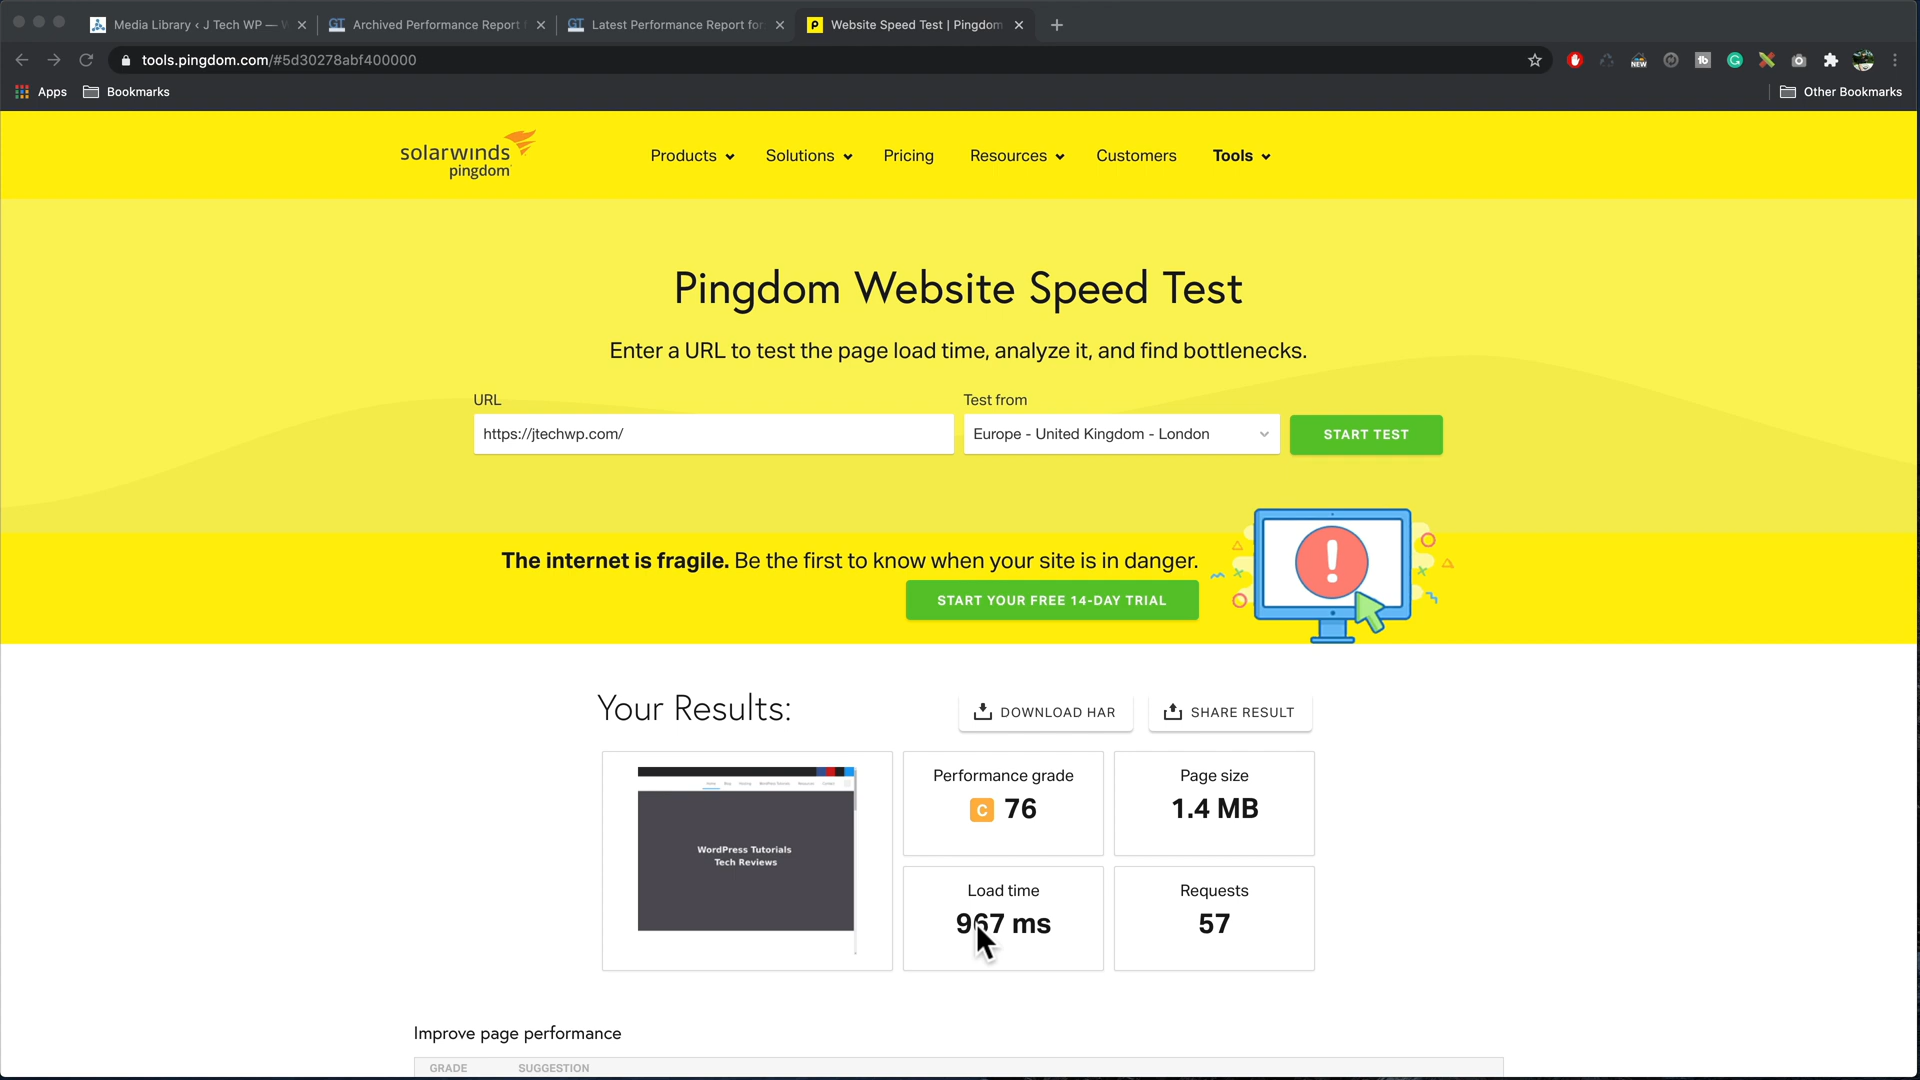 Media Library ‹ J Tech WP —
Archived Performance Report
Latest Performance Report for
Website Speed Test | Pingdom
tools.pingdom.com/#5d30278abf400000
Apps
Bookmarks
Other Bookmarks
solarwinds
pingdom
Products
Solutions
Pricing
Resources
Customers
Tools
Pingdom Website Speed Test
Enter a URL to test the page load time, analyze it, and find bottlenecks.
URL
Test from
https://jtechwp.com/
Europe - United Kingdom - London
START TEST
The internet is fragile. Be the first to know when your site is in danger.
START YOUR FREE 14-DAY TRIAL
Your Results:
DOWNLOAD HAR
SHARE RESULT
WordPress Tutorials
Tech Reviews
Performance grade
C 76
Page size
1.4 MB
Load time
967 ms
Requests
57
Improve page performance
GRADE
SUGGESTION